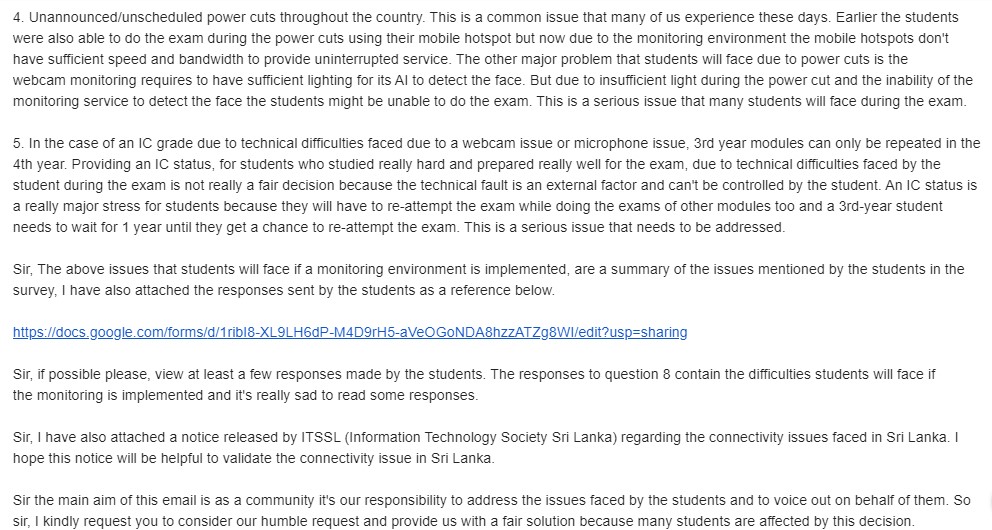 4. Unannounced/unscheduled power cuts throughout the country. This is a common issue that many of us experience these days. Earlier the students
were also able to do the exam during the power cuts using their mobile hotspot but now due to the monitoring environment the mobile hotspots don't
have sufficient speed and bandwidth to provide uninterrupted service. The other major problem that students will face due to power cuts is the
webcam monitoring requires to have sufficient lighting for its AI to detect the face. But due to insufficient light during the power cut and the inability of the
monitoring service to detect the face the students might be unable to do the exam. This is a serious issue that many students will face during the exam.
5. In the case of an IC grade due to technical difficulties faced due to a webcam issue or microphone issue, 3rd year modules can only be repeated in the
4th year. Providing an IC status, for students who studied really hard and prepared really well for the exam, due to technical difficulties faced by the
student during the exam is not really a fair decision because the technical fault is an external factor and can't be controlled by the student. An IC status is
a really major stress for students because they will have to re-attempt the exam while doing the exams of other modules too and a 3rd-year student
needs to wait for 1 year until they get a chance to re-attempt the exam. This is a serious issue that needs to be addressed.
Sir, The above issues that students will face if a monitoring environment is implemented, are a summary of the issues mentioned by the students in the
survey, I have also attached the responses sent by the students as a reference below.
https://docs.google.com/forms/d/1ribI8-XL9LH6dP-M4D9rH5-aVeOGoNDA8hzzATZg8WI/edit?usp=sharing
Sir, if possible please, view at least a few responses made by the students. The responses to question 8 contain the difficulties students will face if
the monitoring is implemented and it's really sad to read some responses.
Sir, I have also attached a notice released by ITSSL (Information Technology Society Sri Lanka) regarding the connectivity issues faced in Sri Lanka. I
hope this notice will be helpful to validate the connectivity issue in Sri Lanka.
Sir the main aim of this email is as a community it's our responsibility to address the issues faced by the students and to voice out on behalf of them. So
sir, I kindly request you to consider our humble request and provide us with a fair solution because many students are affected by this decision.